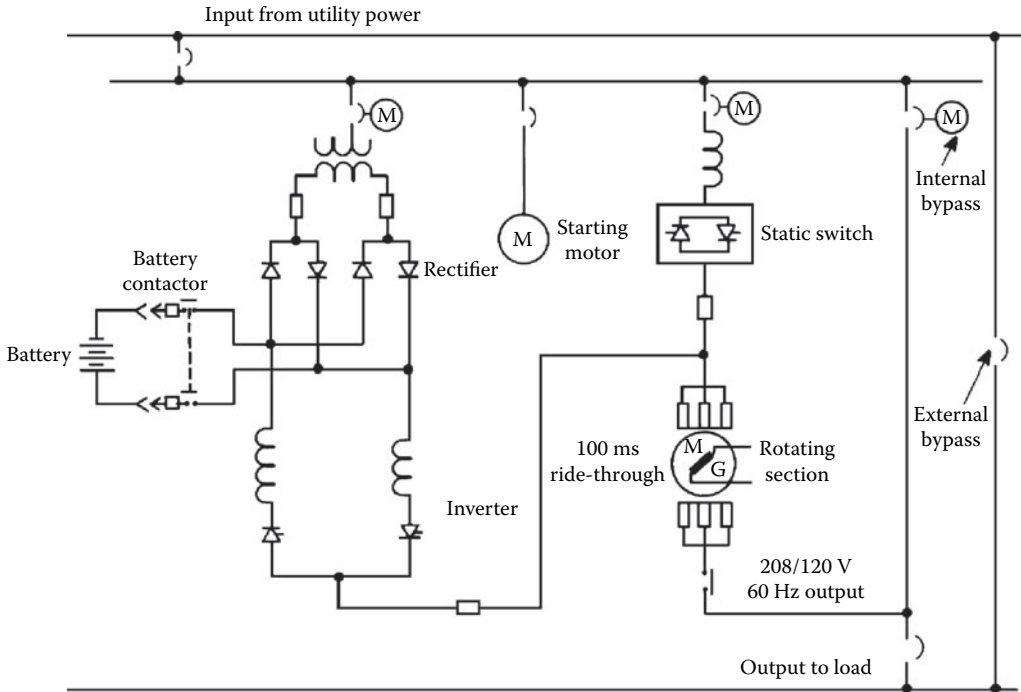 Input from utility power
M
M
M
Internal
bypass
M
Starting
motor
Static switch
Battery
contactor
Rectifier
Battery
External
bypass
100 ms
ride-through
M
G
Rotating
section
Inverter
208/120 V
60 Hz output
Output to load